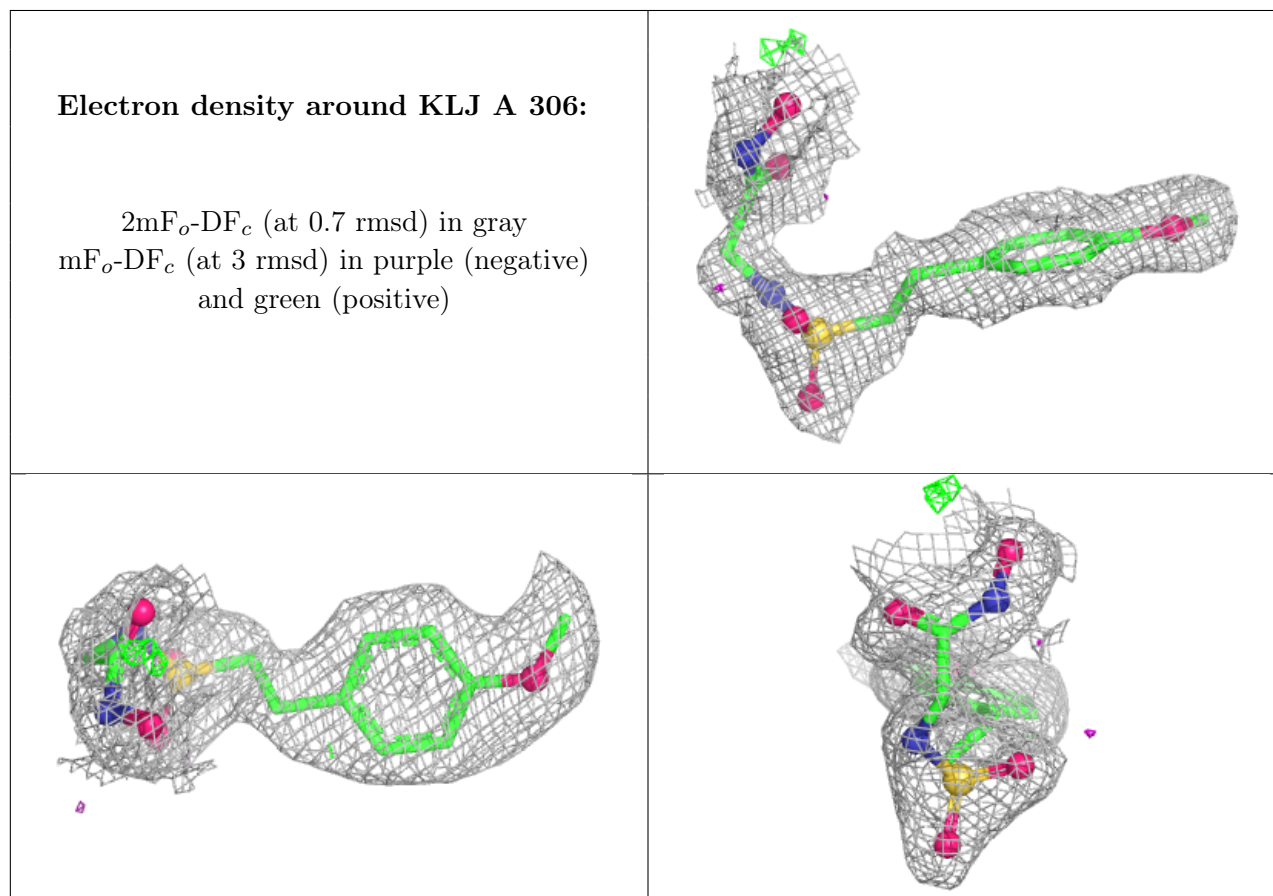 Electron density around KLJ A 306:
2mFo-DFc (at 0.7 rmsd) in gray
mFo-DFc (at 3 rmsd) in purple (negative)
and green (positive)